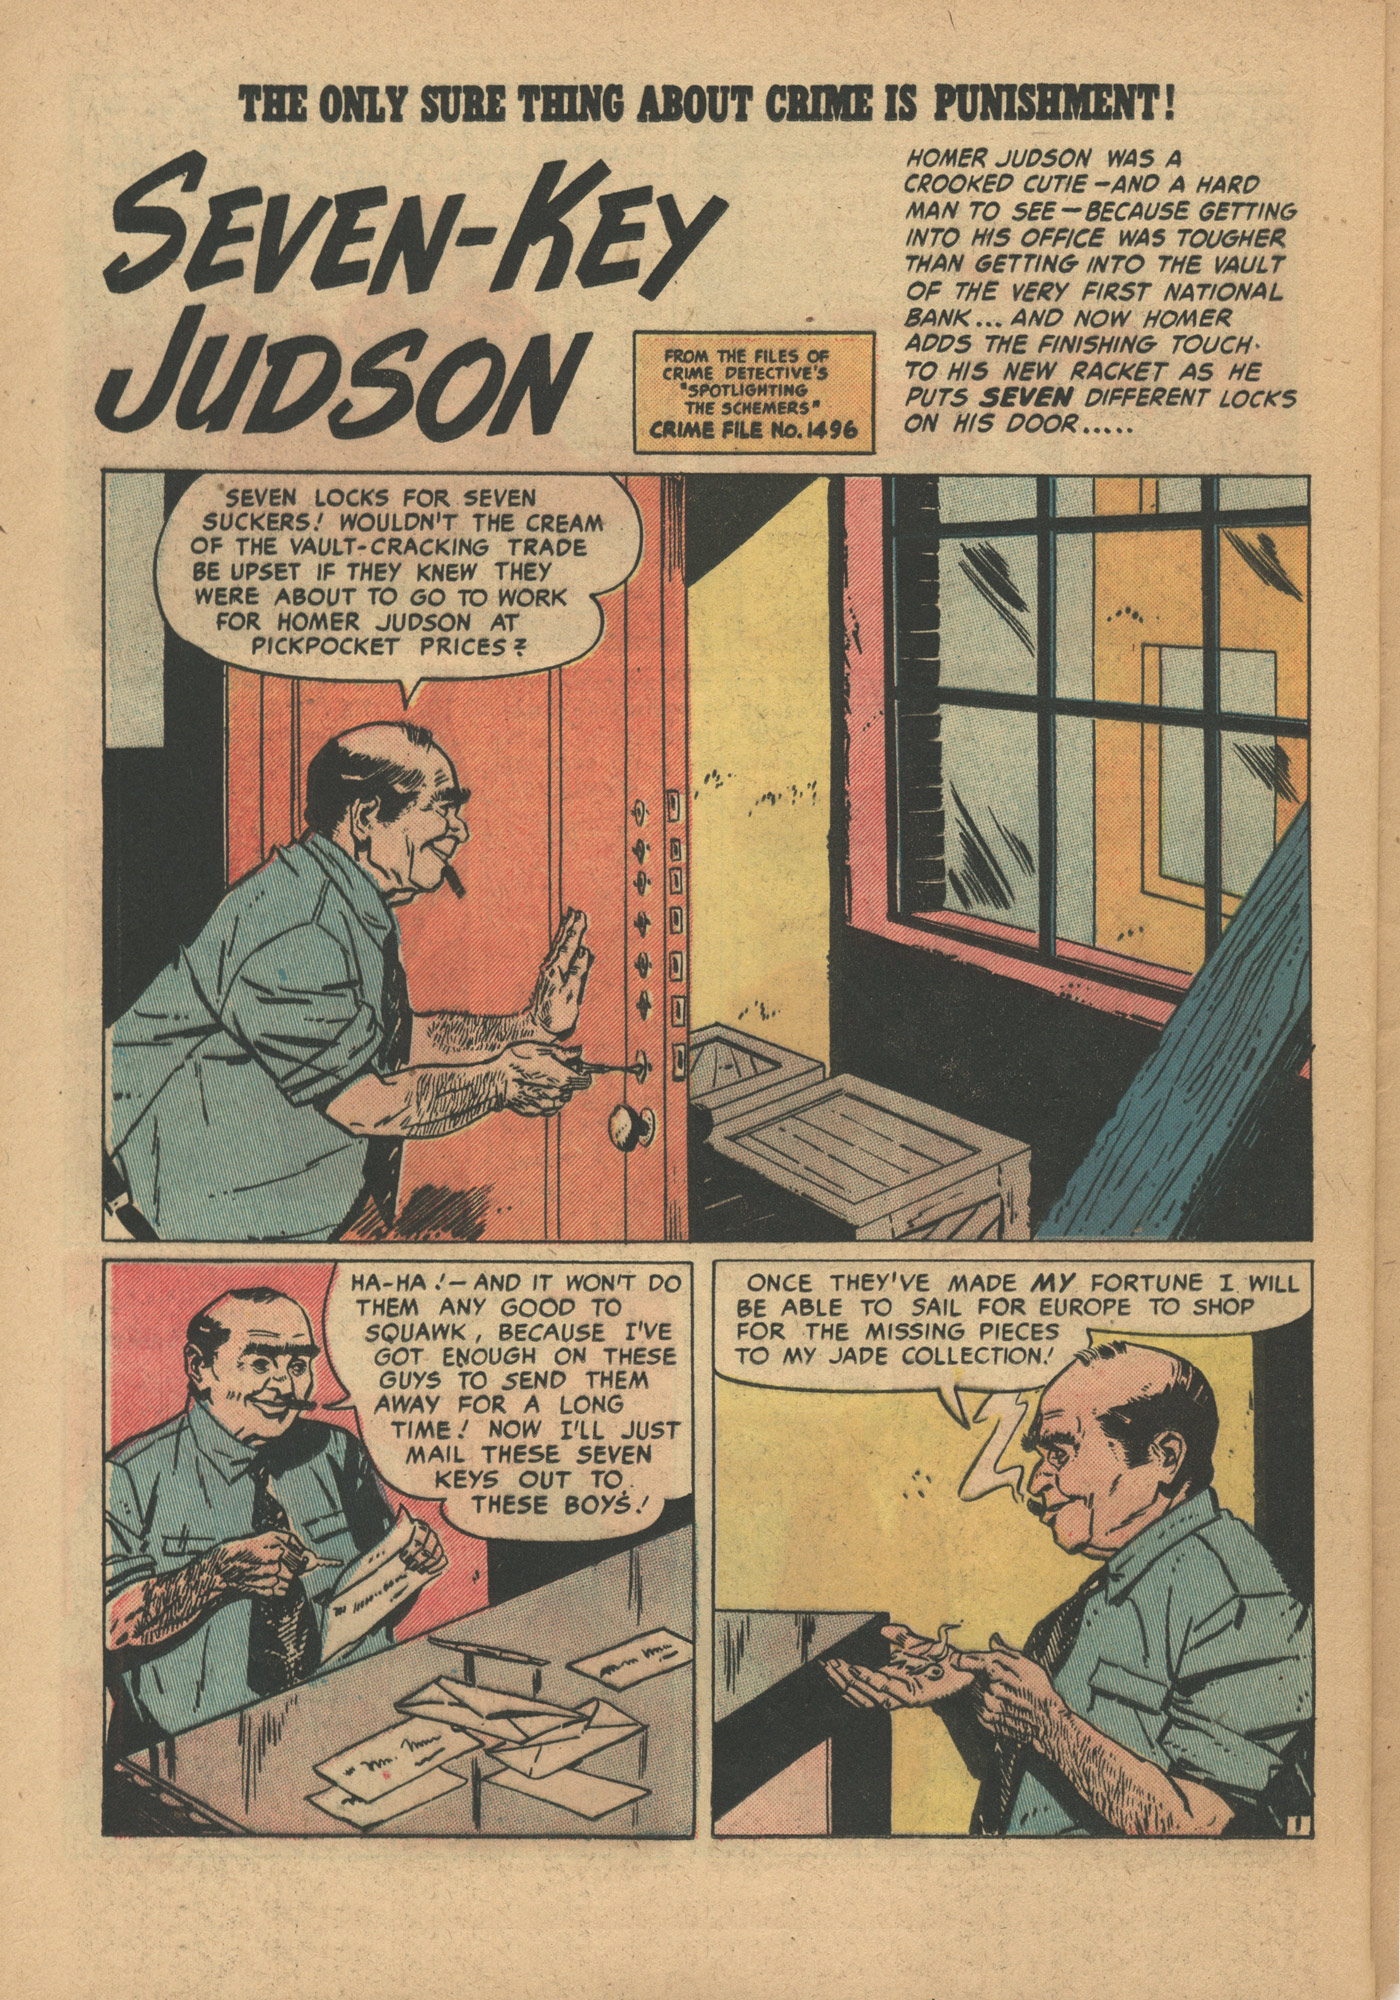 THE ONLY SURE THING ABOUT CRIME IS PUNISHMENT!
SEVEN-KEY
JUDSON
FROM THE FILES OF
CRIME DETECTIVE'S
"SPOTLIGHTING
THE SCHEMERS"
CRIME FILE NO. 1496
HOMER JUDSON WAS A
CROOKED CUTIE — AND A HARD
MAN TO SEE — BECAUSE GETTING
INTO HIS OFFICE WAS TOUGHER
THAN GETTING INTO THE VAULT
OF THE VERY FIRST NATIONAL
BANK... AND NOW HOMER
ADDS THE FINISHING TOUCH
TO HIS NEW RACKET AS HE
PUTS SEVEN DIFFERENT LOCKS
ON HIS DOOR.....
SEVEN LOCKS FOR SEVEN
SUCKERS! WOULDN'T THE CREAM
OF THE VAULT-CRACKING TRADE
BE UPSET IF THEY KNEW THEY
WERE ABOUT TO GO TO WORK
FOR HOMER JUDSON AT
PICKPOCKET PRICES?
HA-HA! — AND IT WON'T DO
THEM ANY GOOD TO
SQUAWK, BECAUSE I'VE
GOT ENOUGH ON THESE
GUYS TO SEND THEM
AWAY FOR A LONG
TIME! NOW I'LL JUST
MAIL THESE SEVEN
KEYS OUT TO
THESE BOYS!
ONCE THEY'VE MADE MY FORTUNE I WILL
BE ABLE TO SAIL FOR EUROPE TO SHOP
FOR THE MISSING PIECES
TO MY JADE COLLECTION!
1